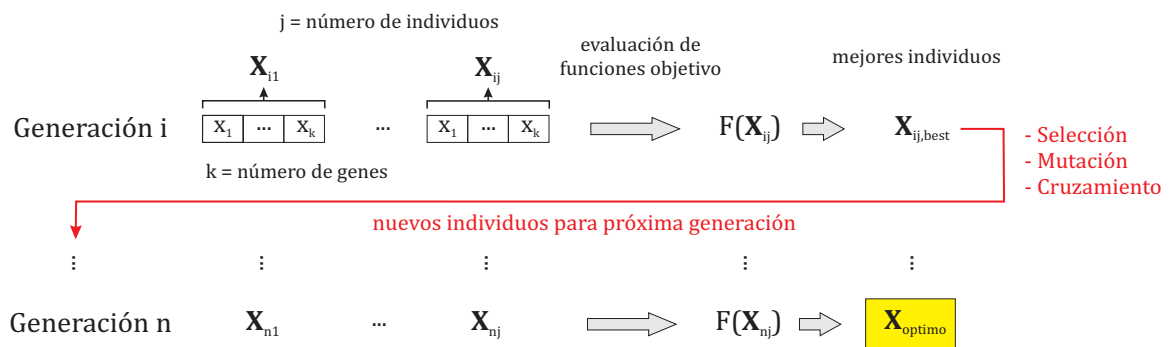 j = número de individuos
evaluación de
funciones objetivo
mejores individuos
X_i1
X_ij
Generación i
x_1 ... x_k
...
x_1 ... x_k
F(X_ij)
X_ij,best
- Selección
- Mutación
- Cruzamiento
k = número de genes
nuevos individuos para próxima generación
⋮ ⋮ ⋮ ⋮ ⋮
Generación n X_n1 ... X_nj F(X_nj) X_optimo